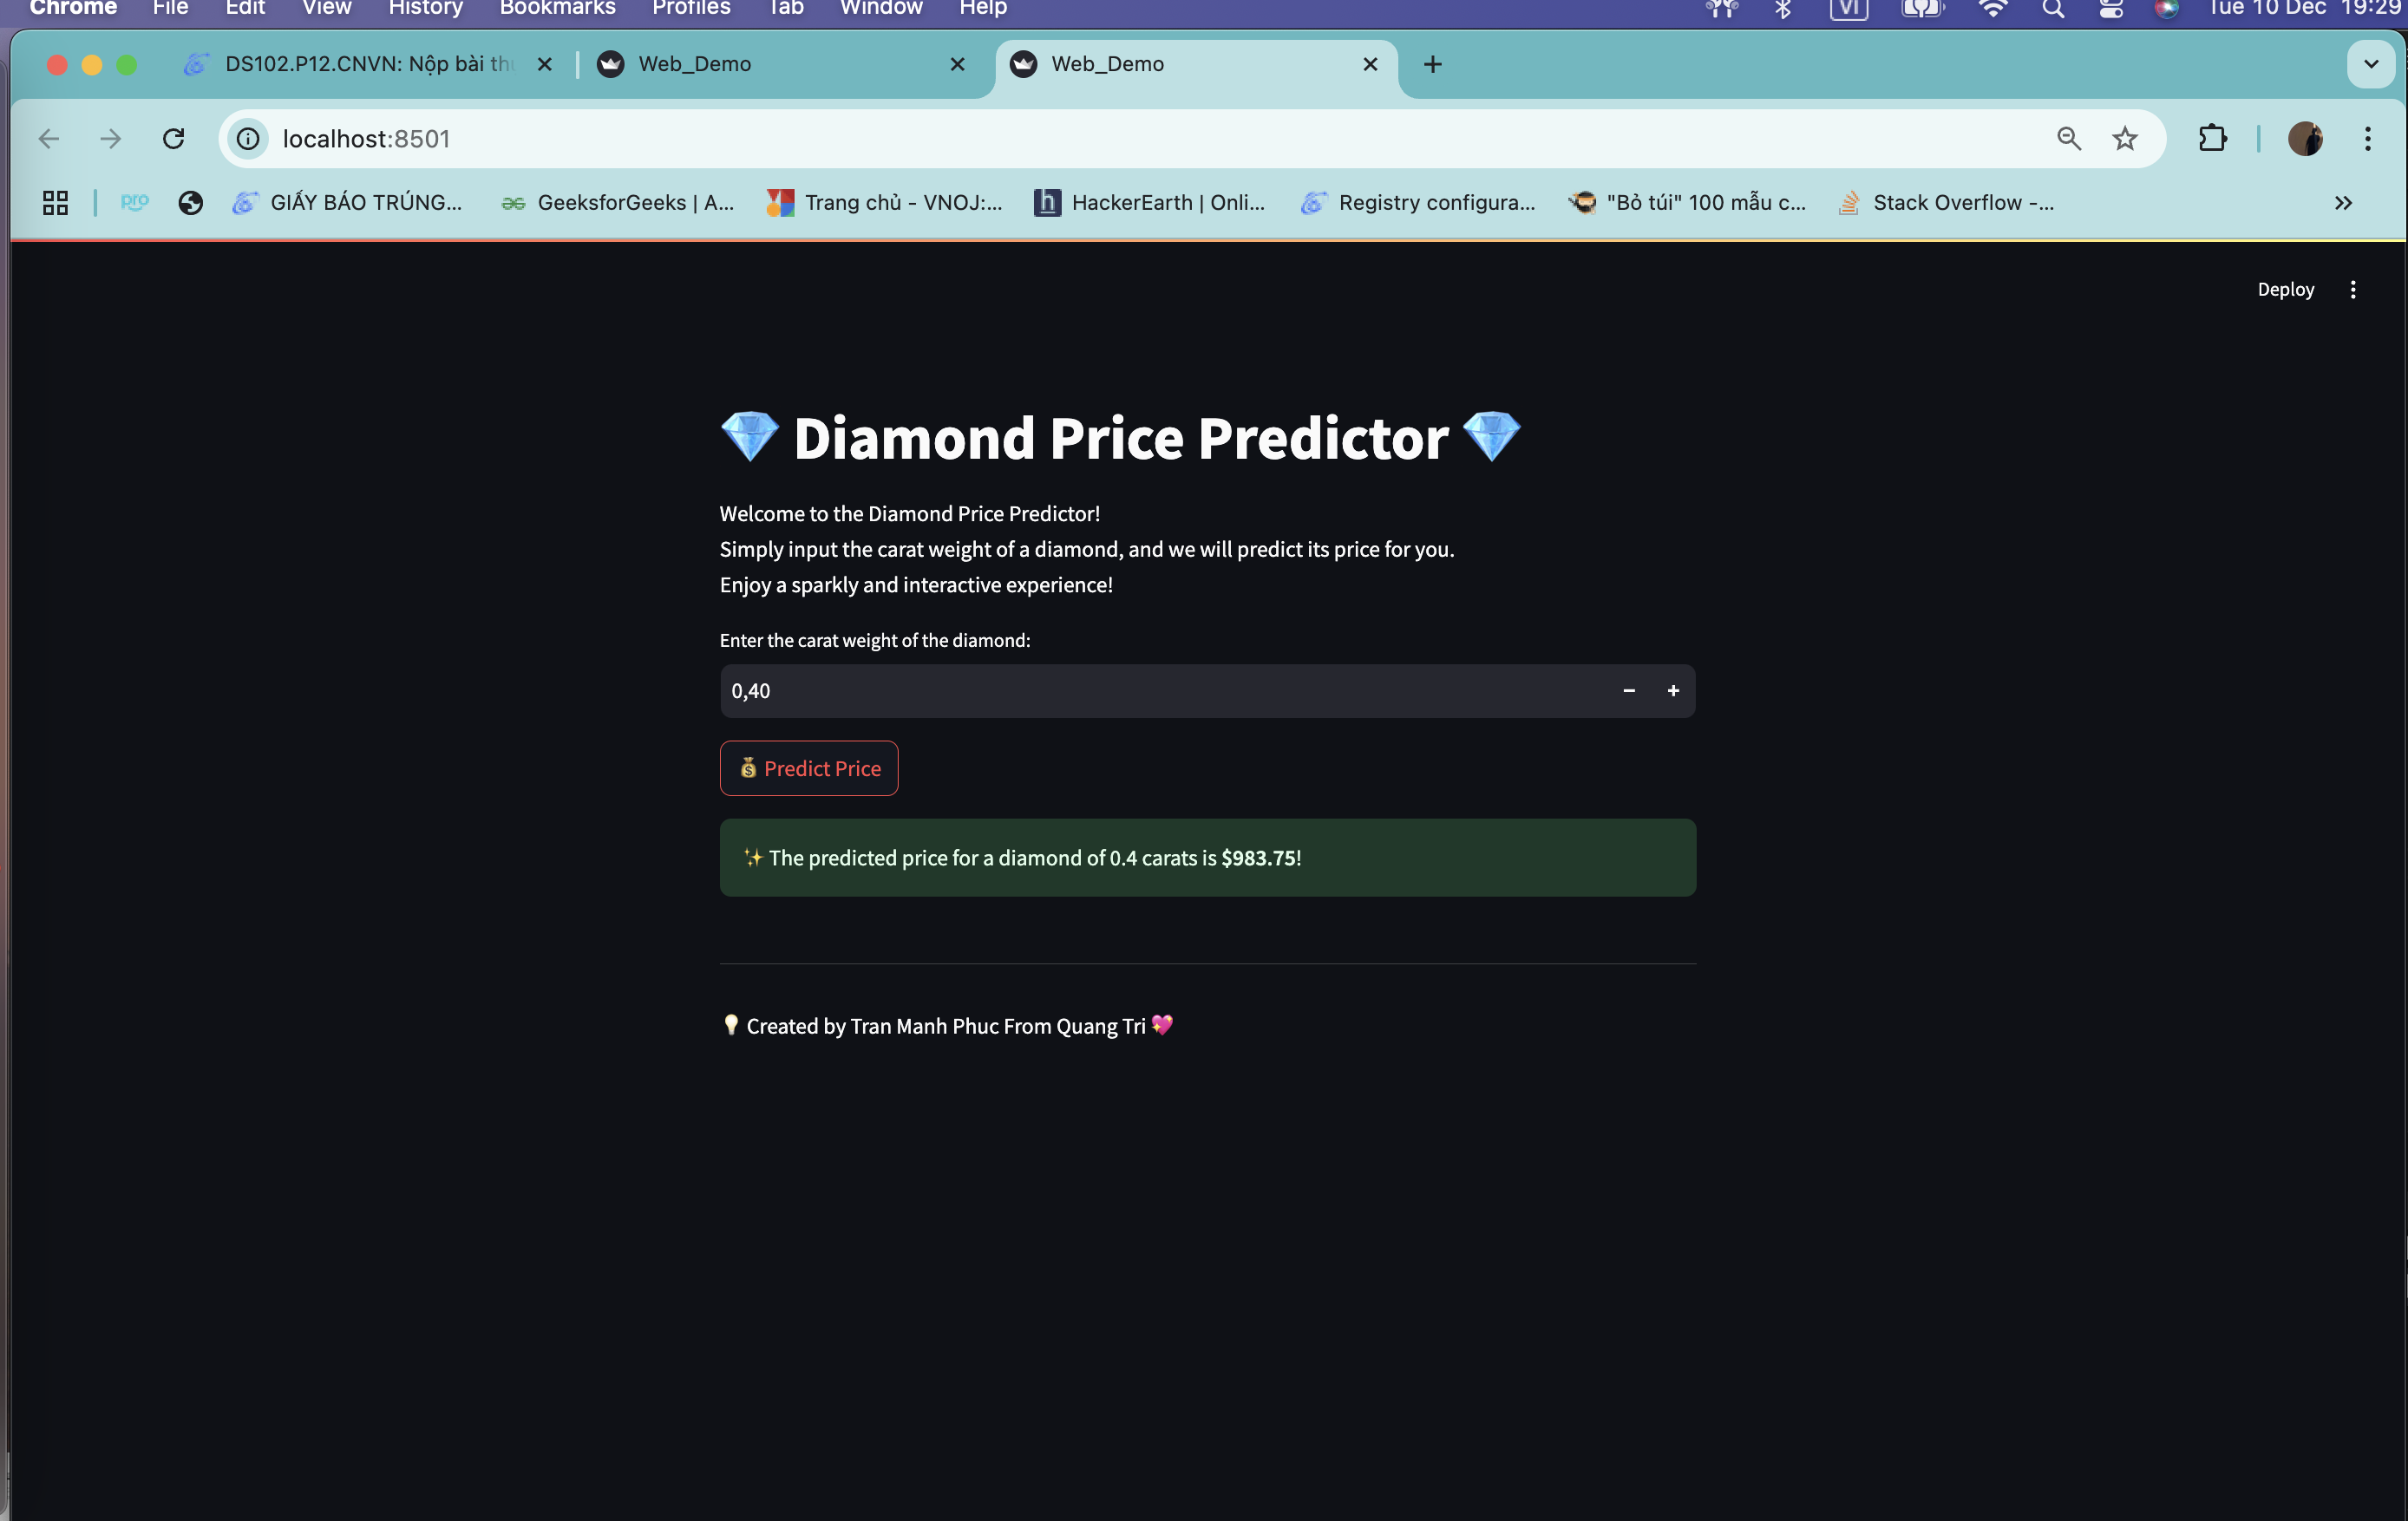 Chrome File Edit View History Bookmarks Profiles Tab Window Help VI Tue 10 Dec 19:29
DS102.P12.CNVN: Nộp bài th Web_Demo Web_Demo
localhost:8501
pro GIẤY BÁO TRÚNG... GeeksforGeeks | A... Trang chủ - VNOJ:... h HackerEarth | Onli... Registry configura... "Bỏ túi" 100 mẫu c... Stack Overflow -...
Deploy
Diamond Price Predictor
Welcome to the Diamond Price Predictor!
Simply input the carat weight of a diamond, and we will predict its price for you.
Enjoy a sparkly and interactive experience!
Enter the carat weight of the diamond:
0,40
Predict Price
The predicted price for a diamond of 0.4 carats is $983.75!
Created by Tran Manh Phuc From Quang Tri